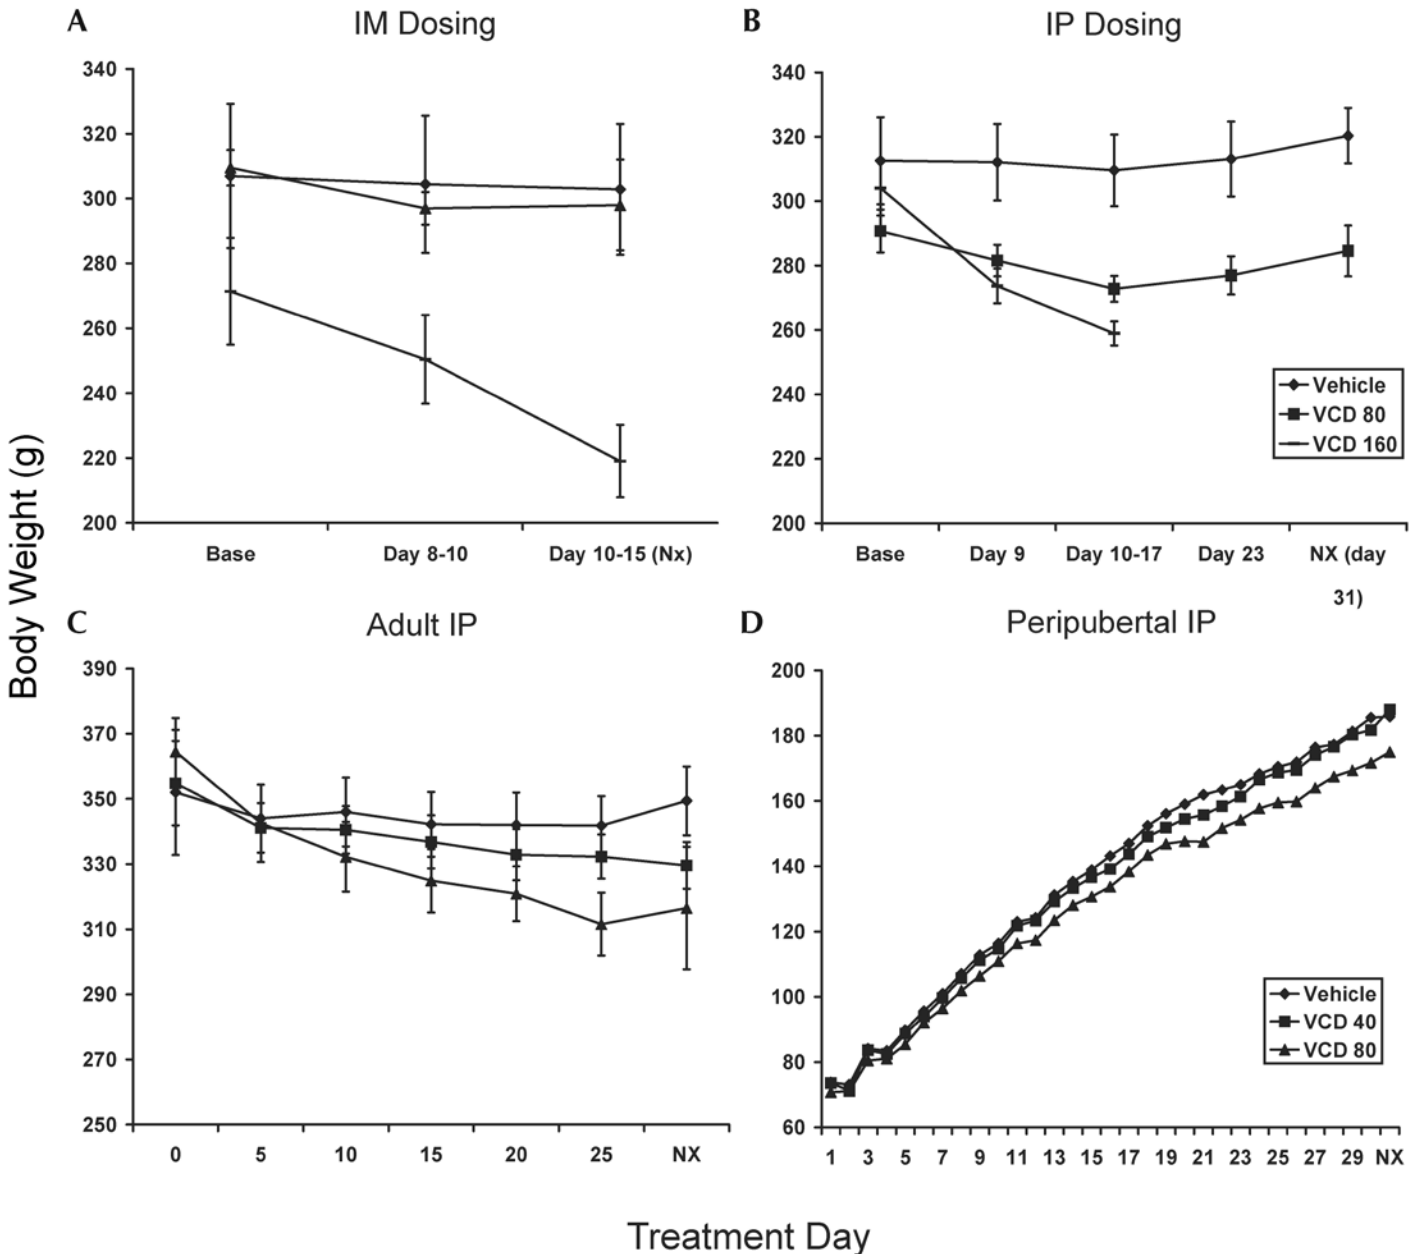 A
IM Dosing
340
320
300
280
260
240
220
200
Base
Day 8-10
Day 10-15 (Nx)
B
IP Dosing
340
320
300
280
260
240
220
200
Vehicle
VCD 80
VCD 160
Base
Day 9
Day 10-17
Day 23
NX (day
31)
Body Weight (g)
C
Adult IP
390
370
350
330
310
290
270
250
0
5
10
15
20
25
NX
D
Peripubertal IP
200
180
160
140
120
100
80
60
Vehicle
VCD 40
VCD 80
1
3
5
7
9
11
13
15
17
19
21
23
25
27
29
NX
Treatment Day